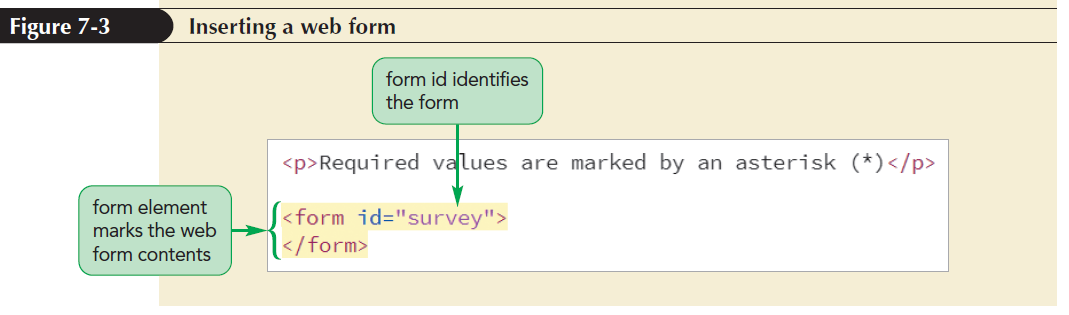 Figure 7-3 Inserting a web form
form id identifies
the form
<p>Required values are marked by an asterisk (*)</p>
form element
marks the web
form contents
<form id="survey">
</form>